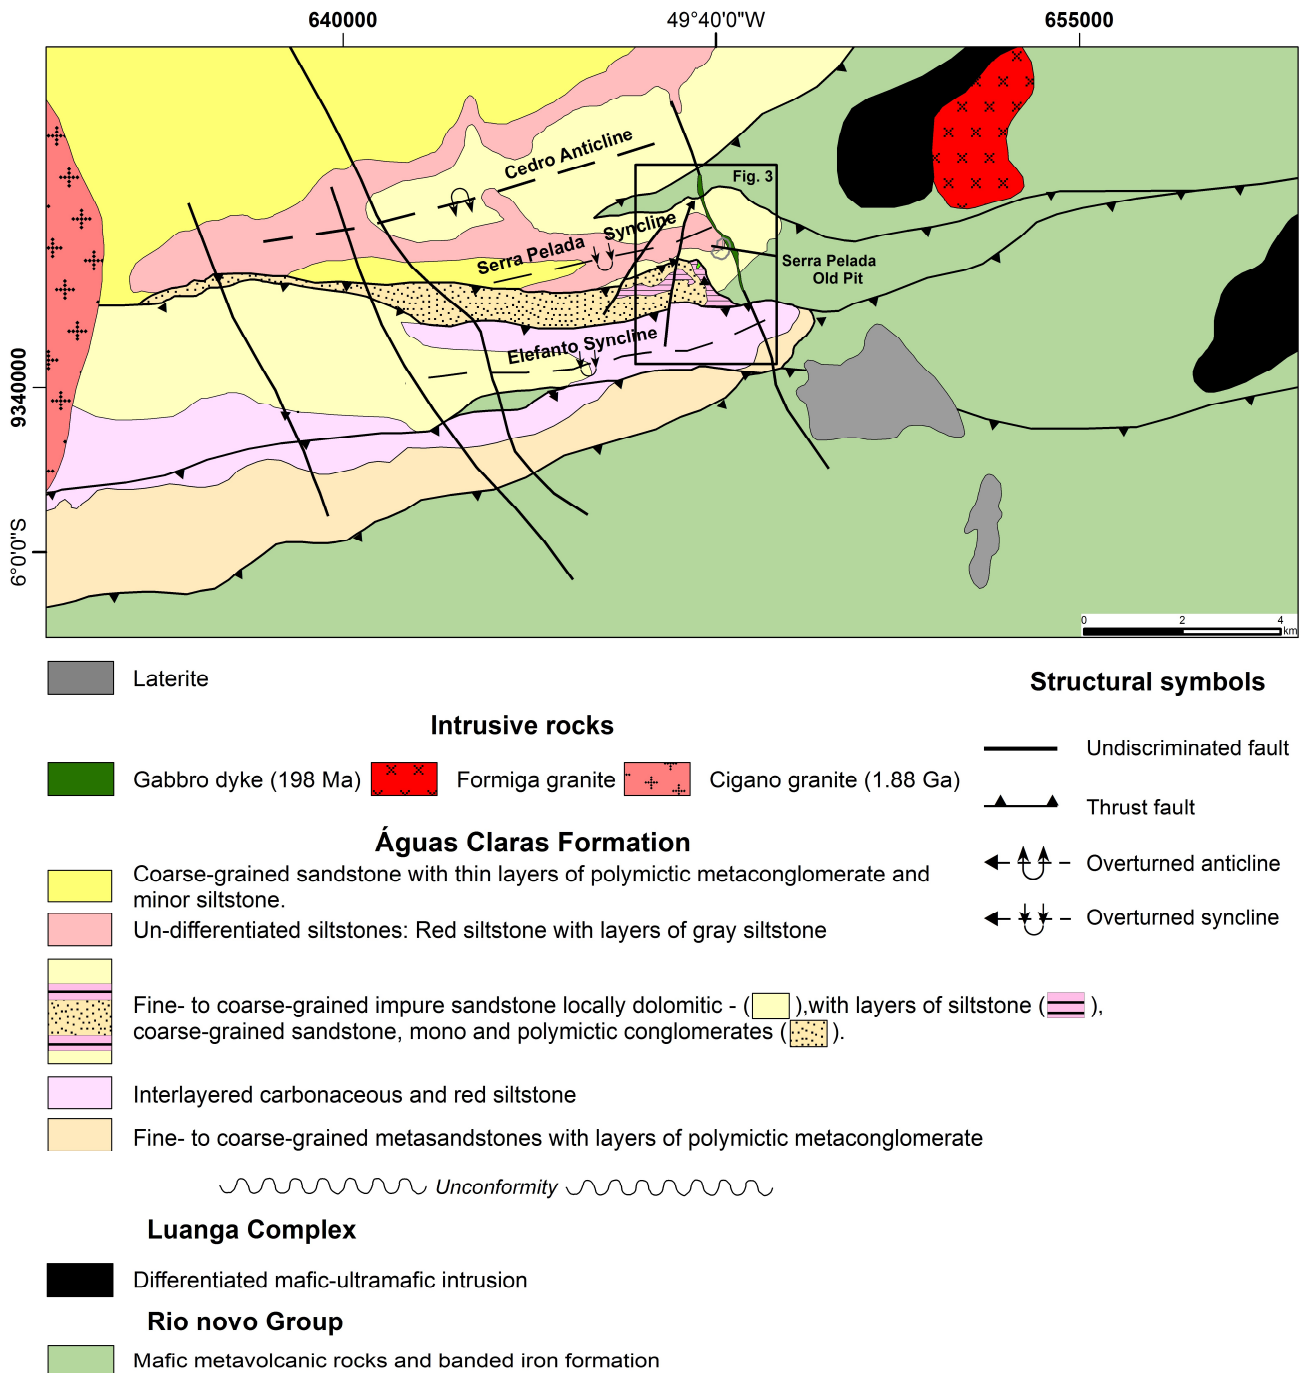 640000
49°40'0"W
655000
Cedro Anticline
Fig. 3
Serra Pelada Syncline
Serra Pelada
Old Pit
Elefanto Syncline
9340000
6°0'0"S
0 2 4
km
Laterite
Structural symbols
Intrusive rocks
Undiscriminated fault
Gabbro dyke (198 Ma)
Formiga granite
Cigano granite (1.88 Ga)
Thrust fault
Águas Claras Formation
Overturned anticline
Coarse-grained sandstone with thin layers of polymictic metaconglomerate and
minor siltstone.
Overturned syncline
Un-differentiated siltstones: Red siltstone with layers of gray siltstone
Fine- to coarse-grained impure sandstone locally dolomitic - ( ),with layers of siltstone ( ),
coarse-grained sandstone, mono and polymictic conglomerates ( ).
Interlayered carbonaceous and red siltstone
Fine- to coarse-grained metasandstones with layers of polymictic metaconglomerate
Unconformity
Luanga Complex
Differentiated mafic-ultramafic intrusion
Rio novo Group
Mafic metavolcanic rocks and banded iron formation